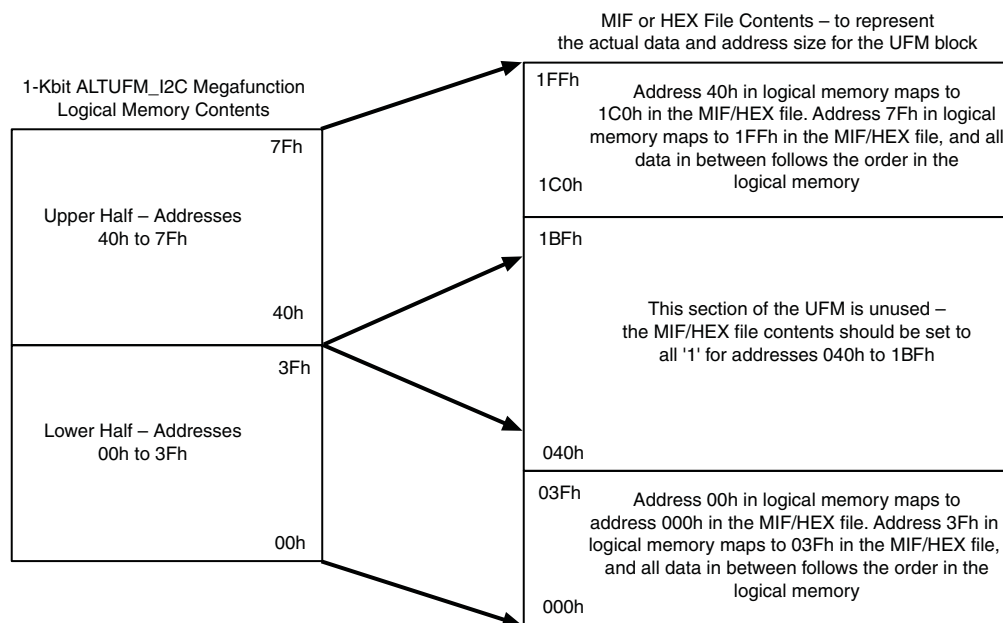 MIF or HEX File Contents – to represent
the actual data and address size for the UFM block
1-Kbit ALTUFM_I2C Megafunction
Logical Memory Contents
7Fh
Upper Half – Addresses
40h to 7Fh
40h
3Fh
Lower Half – Addresses
00h to 3Fh
00h
1FFh
Address 40h in logical memory maps to
1C0h in the MIF/HEX file. Address 7Fh in logical
memory maps to 1FFh in the MIF/HEX file, and all
data in between follows the order in the
logical memory
1C0h
1BFh
This section of the UFM is unused –
the MIF/HEX file contents should be set to
all '1' for addresses 040h to 1BFh
040h
03Fh
Address 00h in logical memory maps to
address 000h in the MIF/HEX file. Address 3Fh in
logical memory maps to 03Fh in the MIF/HEX file,
and all data in between follows the order in the
logical memory
000h